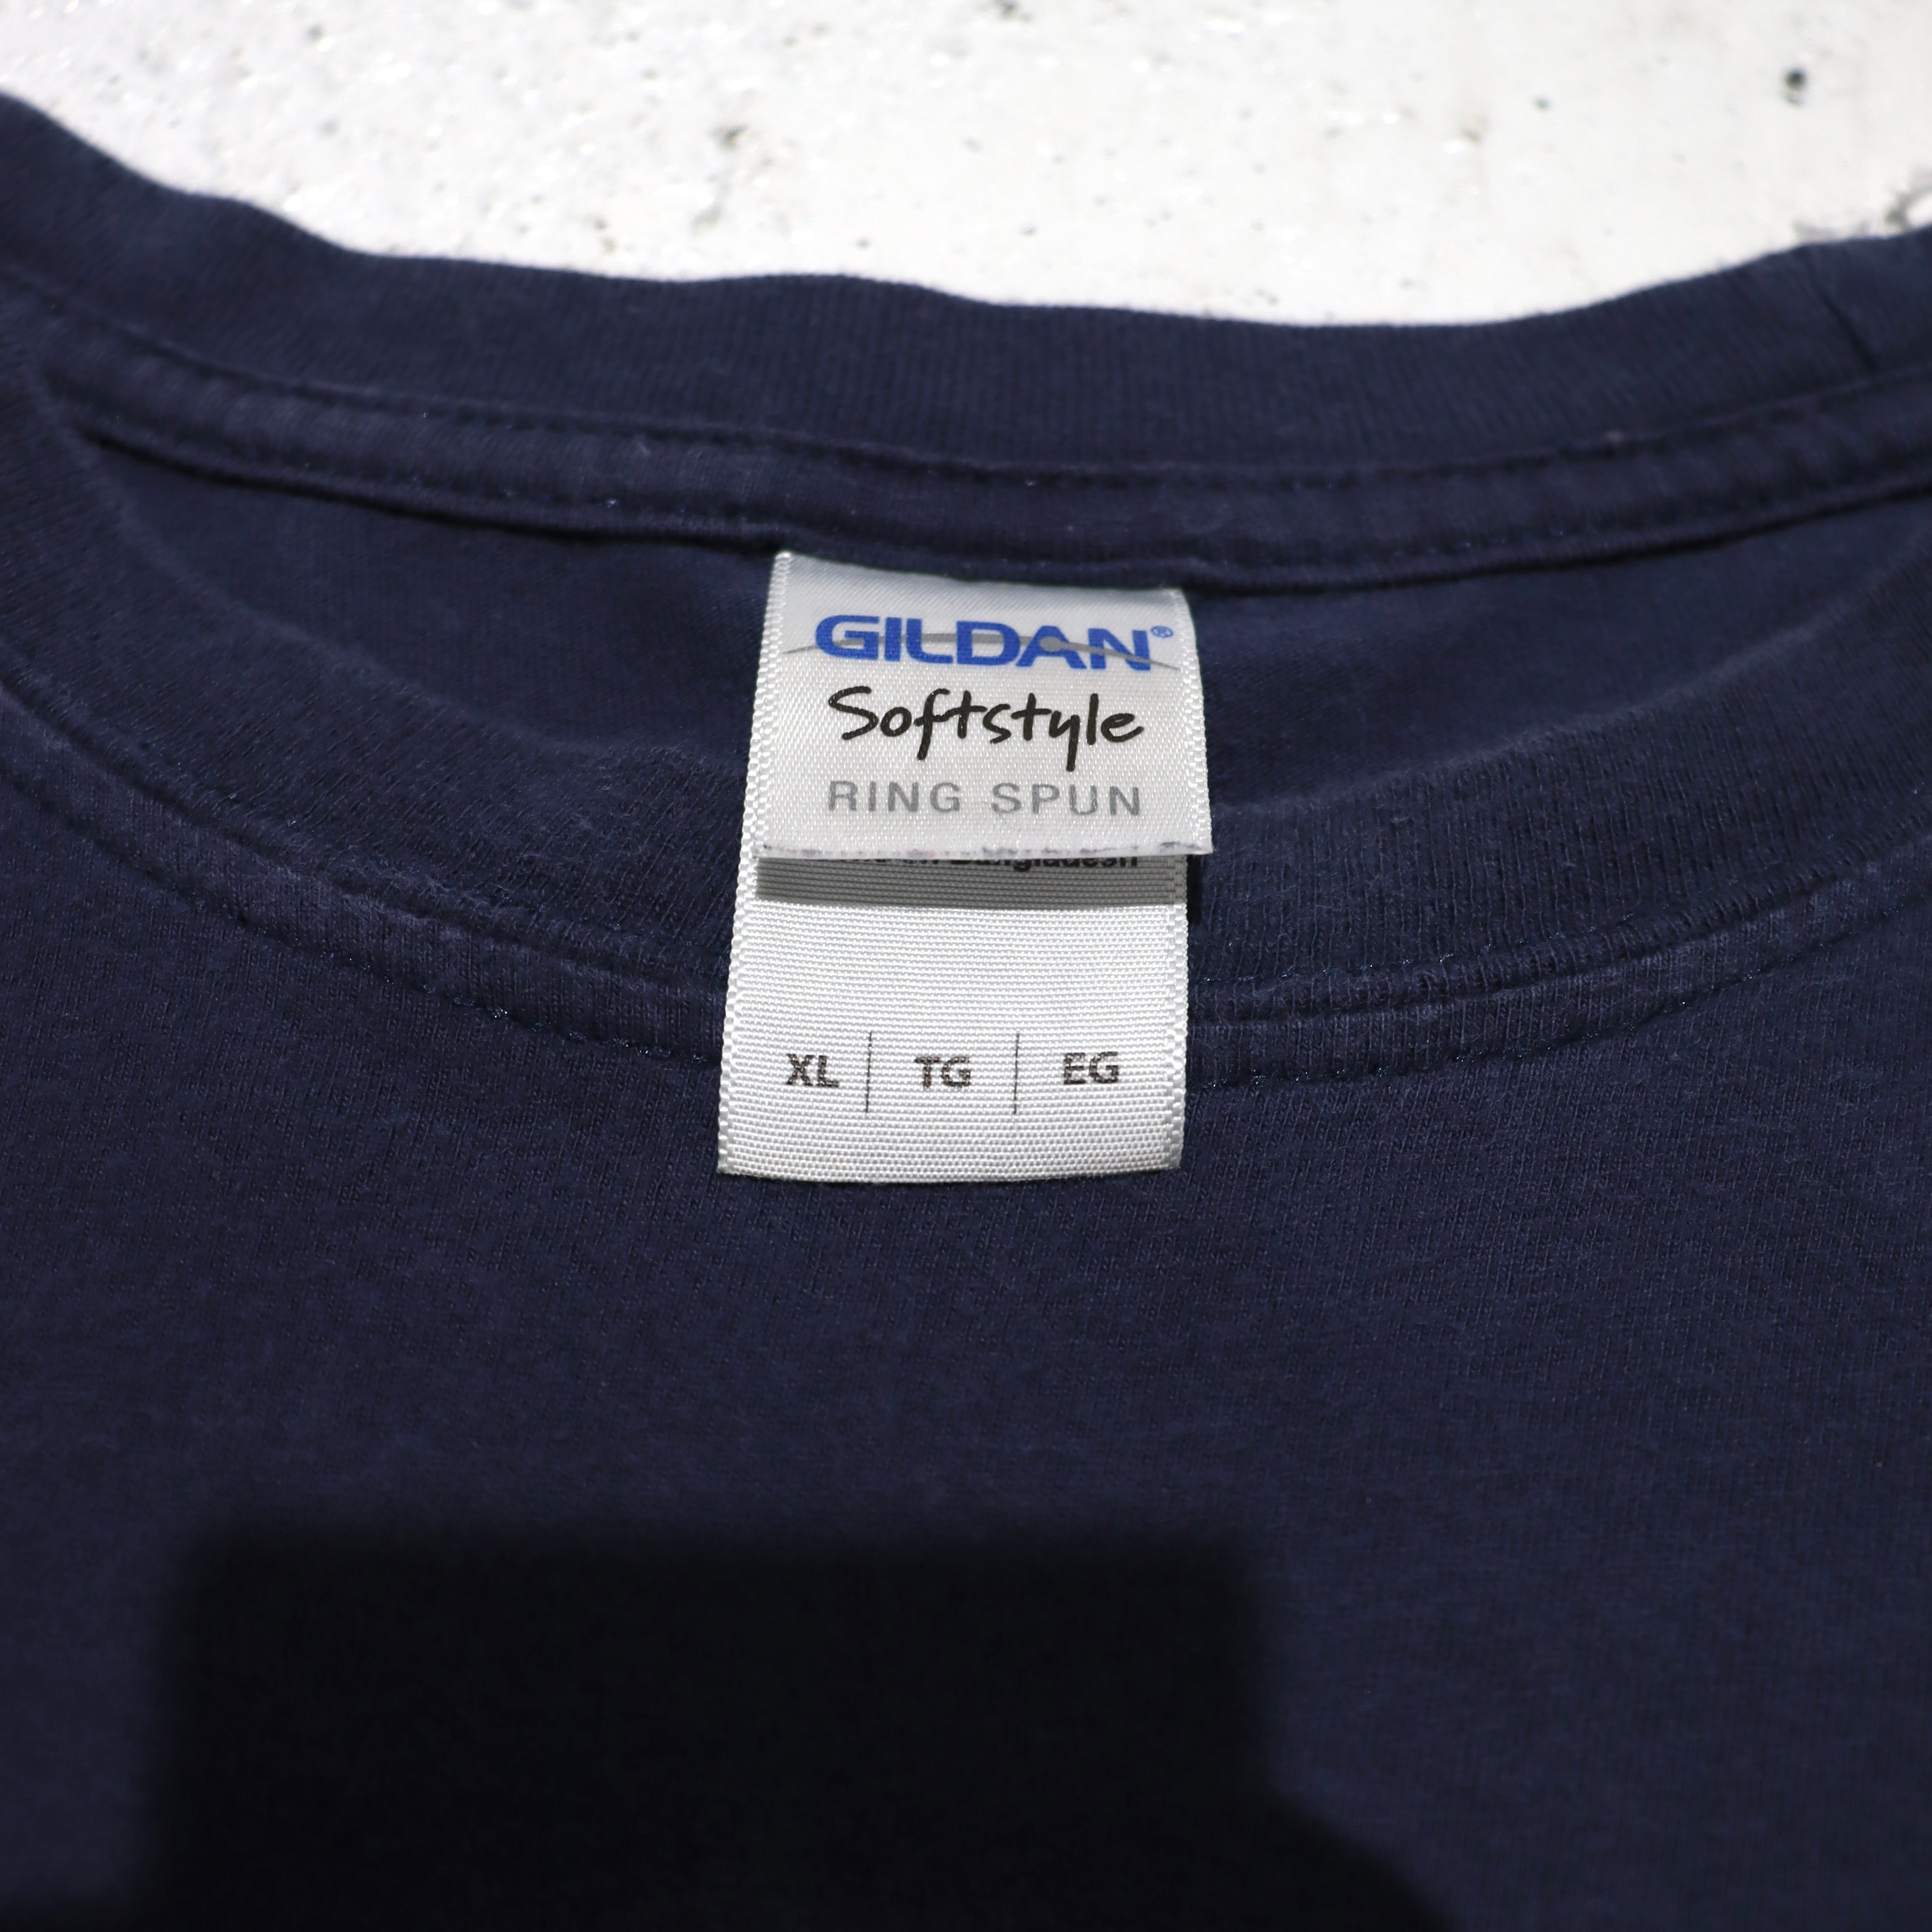 GILDAN®
Softstyle
RING SPUN
XL | TG | EG